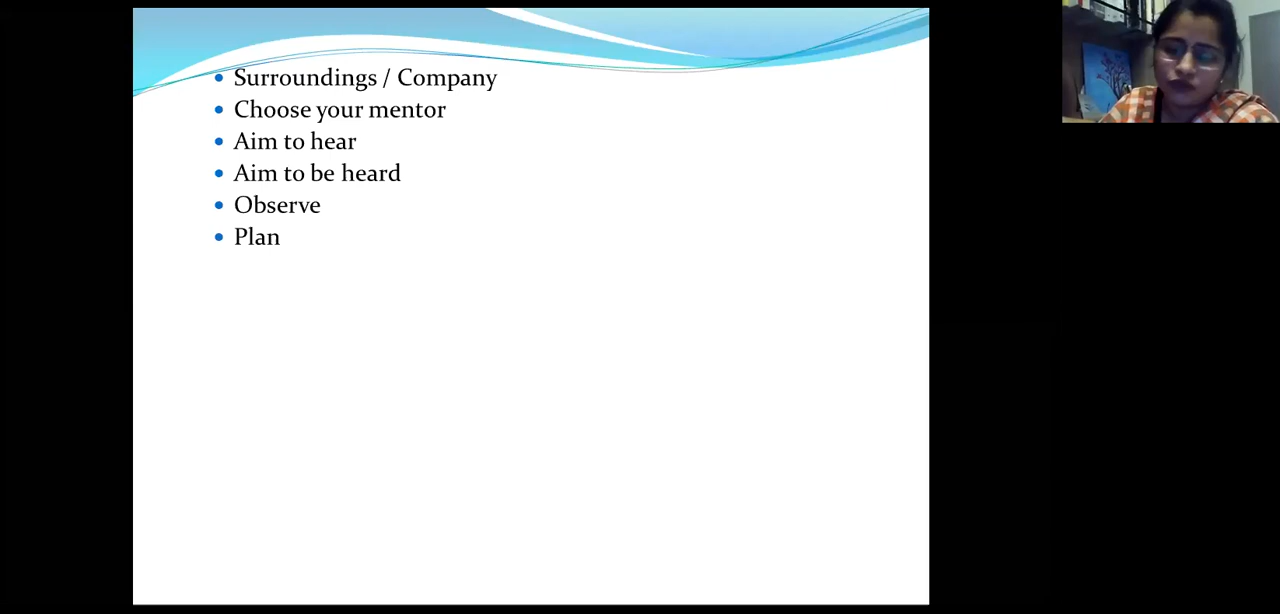 Surroundings / Company
Choose your mentor
Aim to hear
Aim to be heard
Observe
Plan